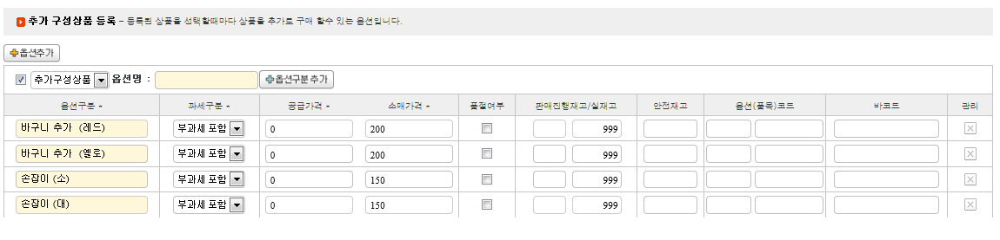 추가 구성상품 등록 - 등록된 상품을 선택할때마다 상품을 추가로 구매 할수 있는 옵션입니다.
옵션추가
추가구성상품 옵션명 : 옵션구분 추가
옵션구분 과세구분 공급가격 소매가격 품절여부 판매진행재고/실재고 안전재고 옵션(품목)코드 바코드 관리
바구니 추가 (레드) 부과세 포함 0 200 999
바구니 추가 (옐로) 부과세 포함 0 200 999
손잡이 (소) 부과세 포함 0 150 999
손잡이 (대) 부과세 포함 0 150 999